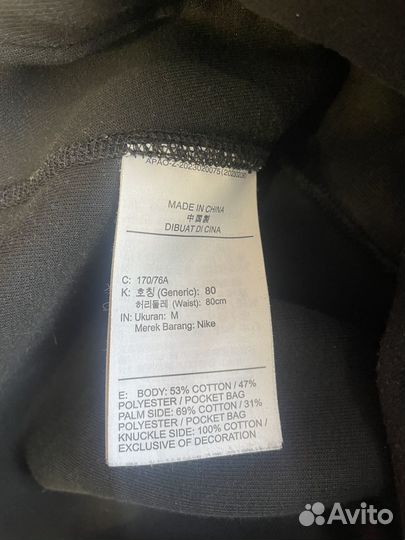 MADE IN CHINA
中国製
DIBUAT DI CINA
C: 170/76A
K: 호칭 (Generic): 80
허리둘레 (Waist): 80cm
IN: Ukuran: M
Merek Barang: Nike
E: BODY: 53% COTTON / 47%
POLYESTER / POCKET BAG
PALM SIDE: 69% COTTON / 31%
POLYESTER / POCKET BAG
KNUCKLE SIDE: 100% COTTON /
EXCLUSIVE OF DECORATION
Avito